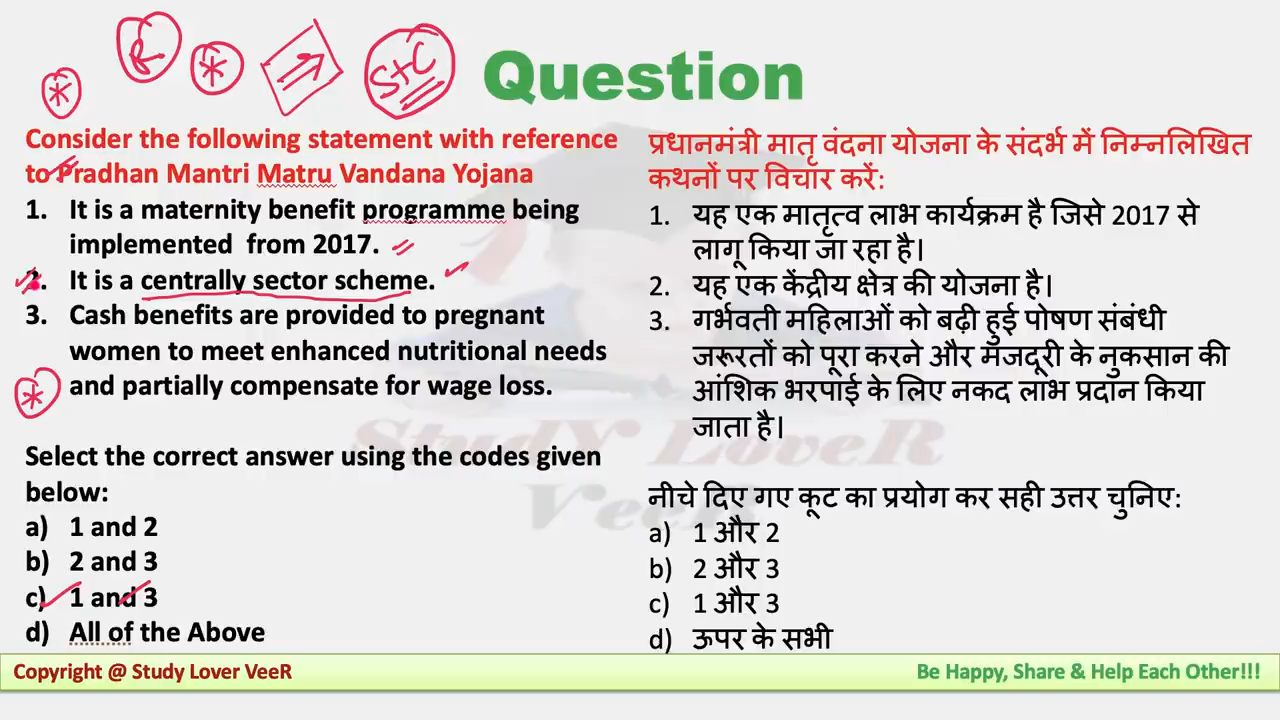 Question
S+C
Consider the following statement with reference
to Pradhan Mantri Matru Vandana Yojana
1. It is a maternity benefit programme being
implemented from 2017.
2. It is a centrally sector scheme.
3. Cash benefits are provided to pregnant
women to meet enhanced nutritional needs
and partially compensate for wage loss.
Select the correct answer using the codes given
below:
a) 1 and 2
b) 2 and 3
c) 1 and 3
d) All of the Above
प्रधानमंत्री मातृ वंदना योजना के संदर्भ में निम्नलिखित
कथनों पर विचार करें:
1. यह एक मातृत्व लाभ कार्यक्रम है जिसे 2017 से
लागू किया जा रहा है।
2. यह एक केंद्रीय क्षेत्र की योजना है।
3. गर्भवती महिलाओं को बढ़ी हुई पोषण संबंधी
जरूरतों को पूरा करने और मजदूरी के नुकसान की
आंशिक भरपाई के लिए नकद लाभ प्रदान किया
जाता है।
नीचे दिए गए कूट का प्रयोग कर सही उत्तर चुनिए:
a) 1 और 2
b) 2 और 3
c) 1 और 3
d) ऊपर के सभी
StudY LoveR
VeeR
Copyright @ Study Lover VeeR
Be Happy, Share & Help Each Other!!!